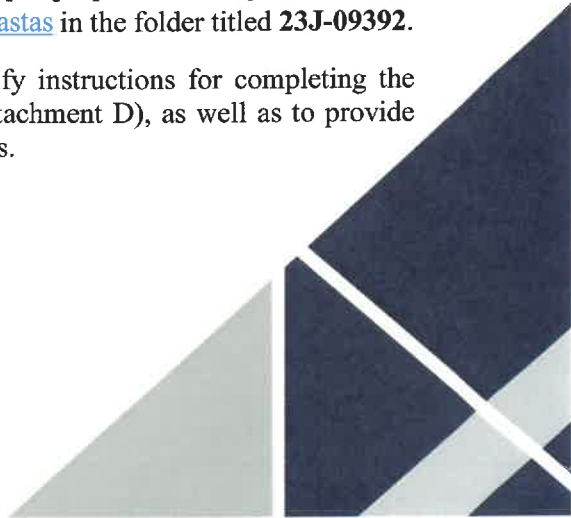 astas in the folder titled 23J-09392.
fy instructions for completing the
tachment D), as well as to provide
s.